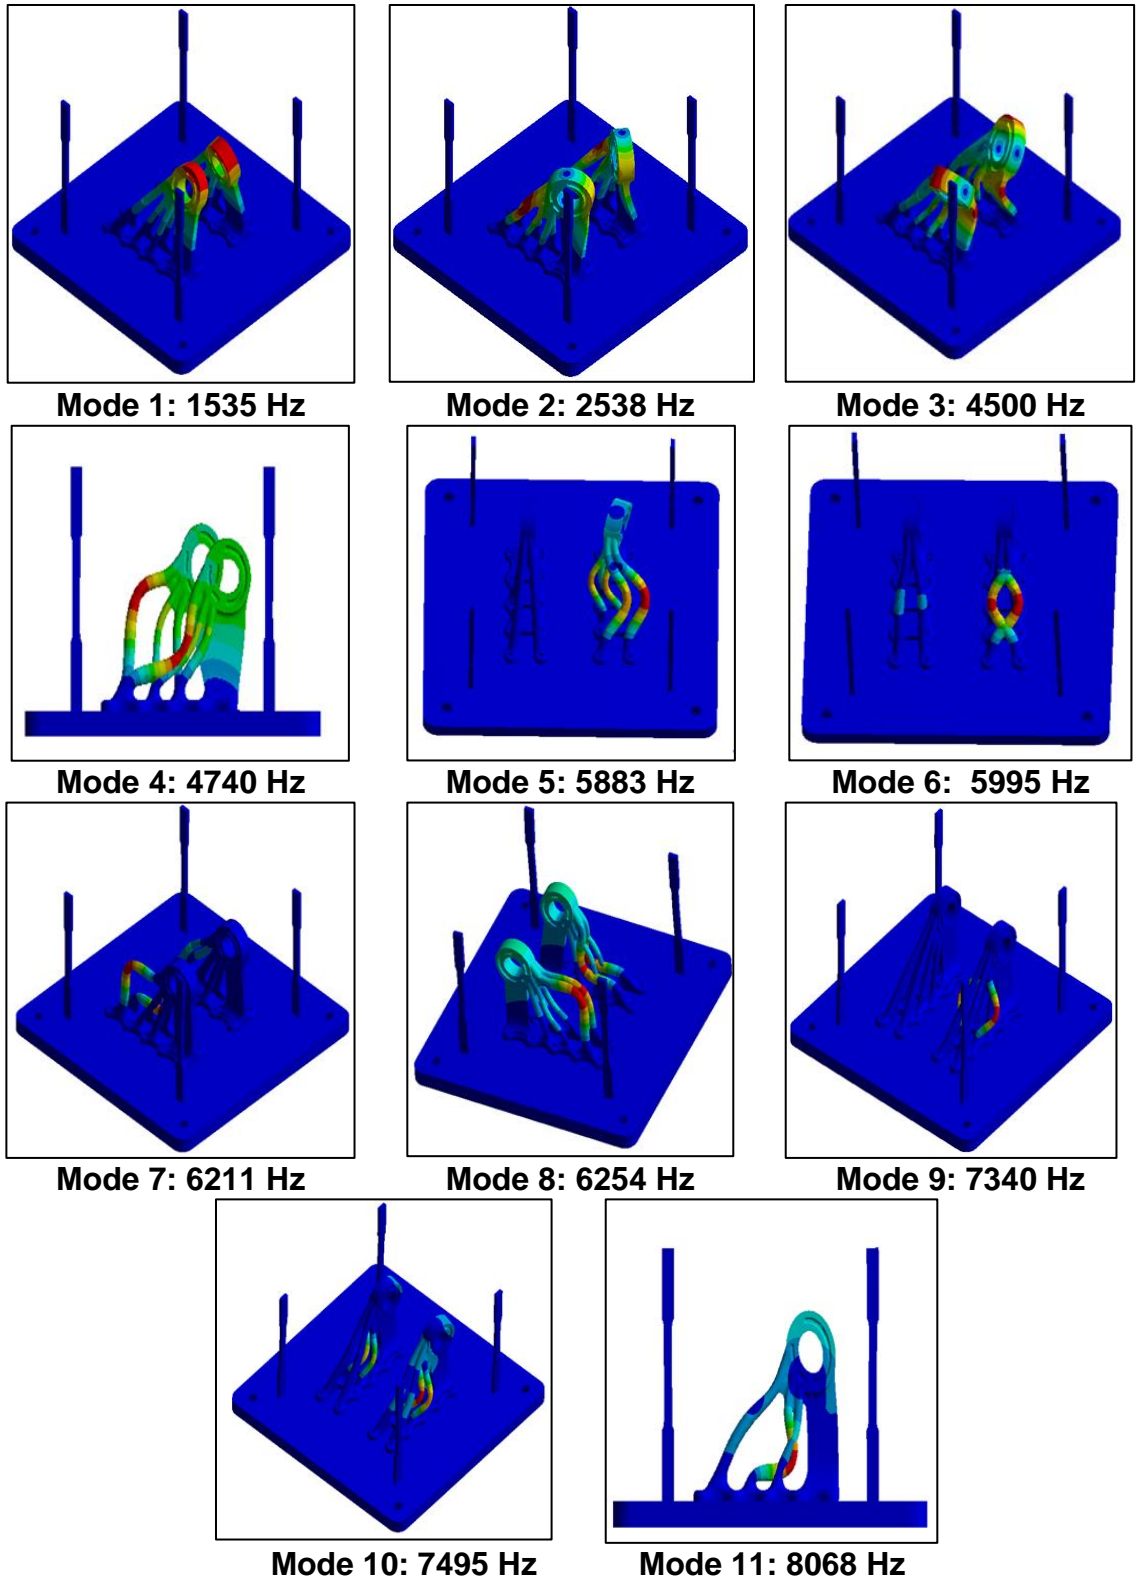 Mode 1: 1535 Hz
Mode 2: 2538 Hz
Mode 3: 4500 Hz
Mode 4: 4740 Hz
Mode 5: 5883 Hz
Mode 6:  5995 Hz
Mode 7: 6211 Hz
Mode 8: 6254 Hz
Mode 9: 7340 Hz
Mode 10: 7495 Hz
Mode 11: 8068 Hz